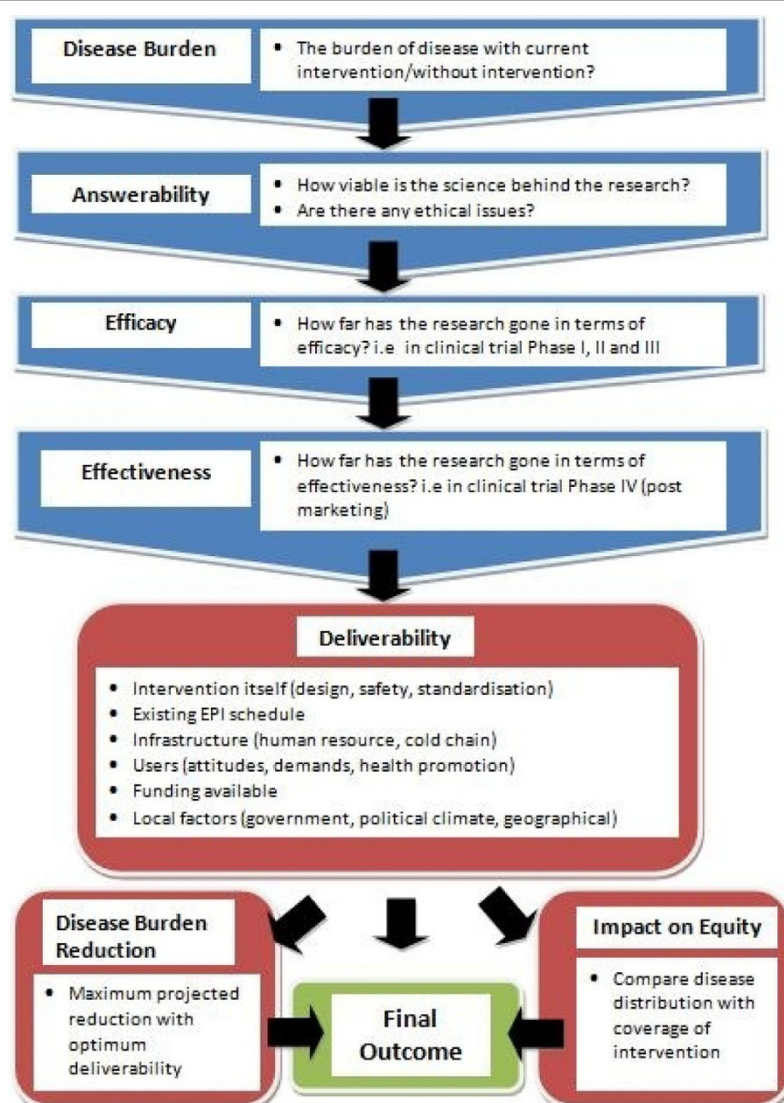 Disease Burden
• The burden of disease with current
intervention/without intervention?
Answerability
• How viable is the science behind the research?
• Are there any ethical issues?
Efficacy
• How far has the research gone in terms of
efficacy? i.e in clinical trial Phase I, II and III
Effectiveness
• How far has the research gone in terms of
effectiveness? i.e in clinical trial Phase IV (post
marketing)
Deliverability
• Intervention itself (design, safety, standardisation)
• Existing EPI schedule
• Infrastructure (human resource, cold chain)
• Users (attitudes, demands, health promotion)
• Funding available
• Local factors (government, political climate, geographical)
Disease Burden
Reduction
• Maximum projected
reduction with
optimum
deliverability
Final
Outcome
Impact on Equity
• Compare disease
distribution with
coverage of
intervention